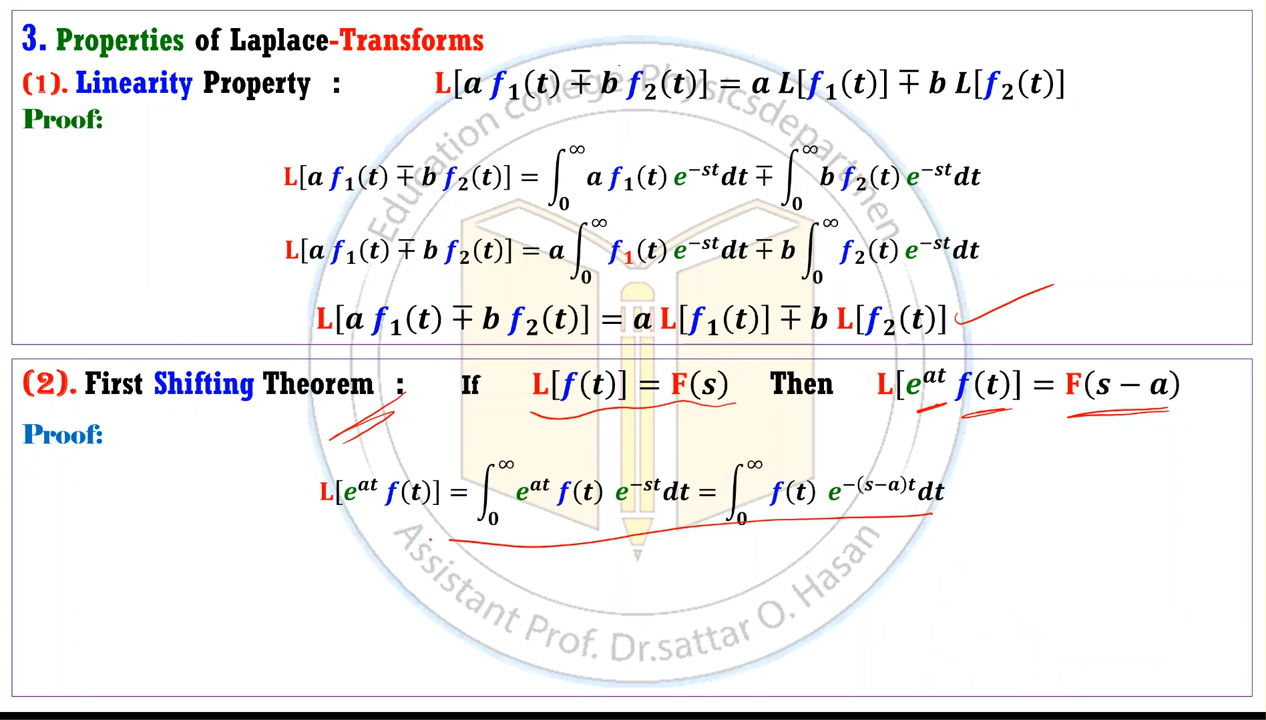 3. Properties of Laplace-Transforms
(1). Linearity Property : L[a f₁(t) ∓ b f₂(t)] = a L[f₁(t)] ∓ b L[f₂(t)]
Proof:
L[a f₁(t) ∓ b f₂(t)] = ∫₀^∞ a f₁(t) e^{−st}dt ∓ ∫₀^∞ b f₂(t) e^{−st}dt
L[a f₁(t) ∓ b f₂(t)] = a ∫₀^∞ f₁(t) e^{−st}dt ∓ b ∫₀^∞ f₂(t) e^{−st}dt
L[a f₁(t) ∓ b f₂(t)] = a L[f₁(t)] ∓ b L[f₂(t)]
(2). First Shifting Theorem : If L[f(t)] = F(s) Then L[e^{at} f(t)] = F(s − a)
Proof:
L[e^{at} f(t)] = ∫₀^∞ e^{at} f(t) e^{−st}dt = ∫₀^∞ f(t) e^{−(s−a)t}dt
Education college-Physicsdepartmen
Assistant Prof. Dr.sattar O. Hasan